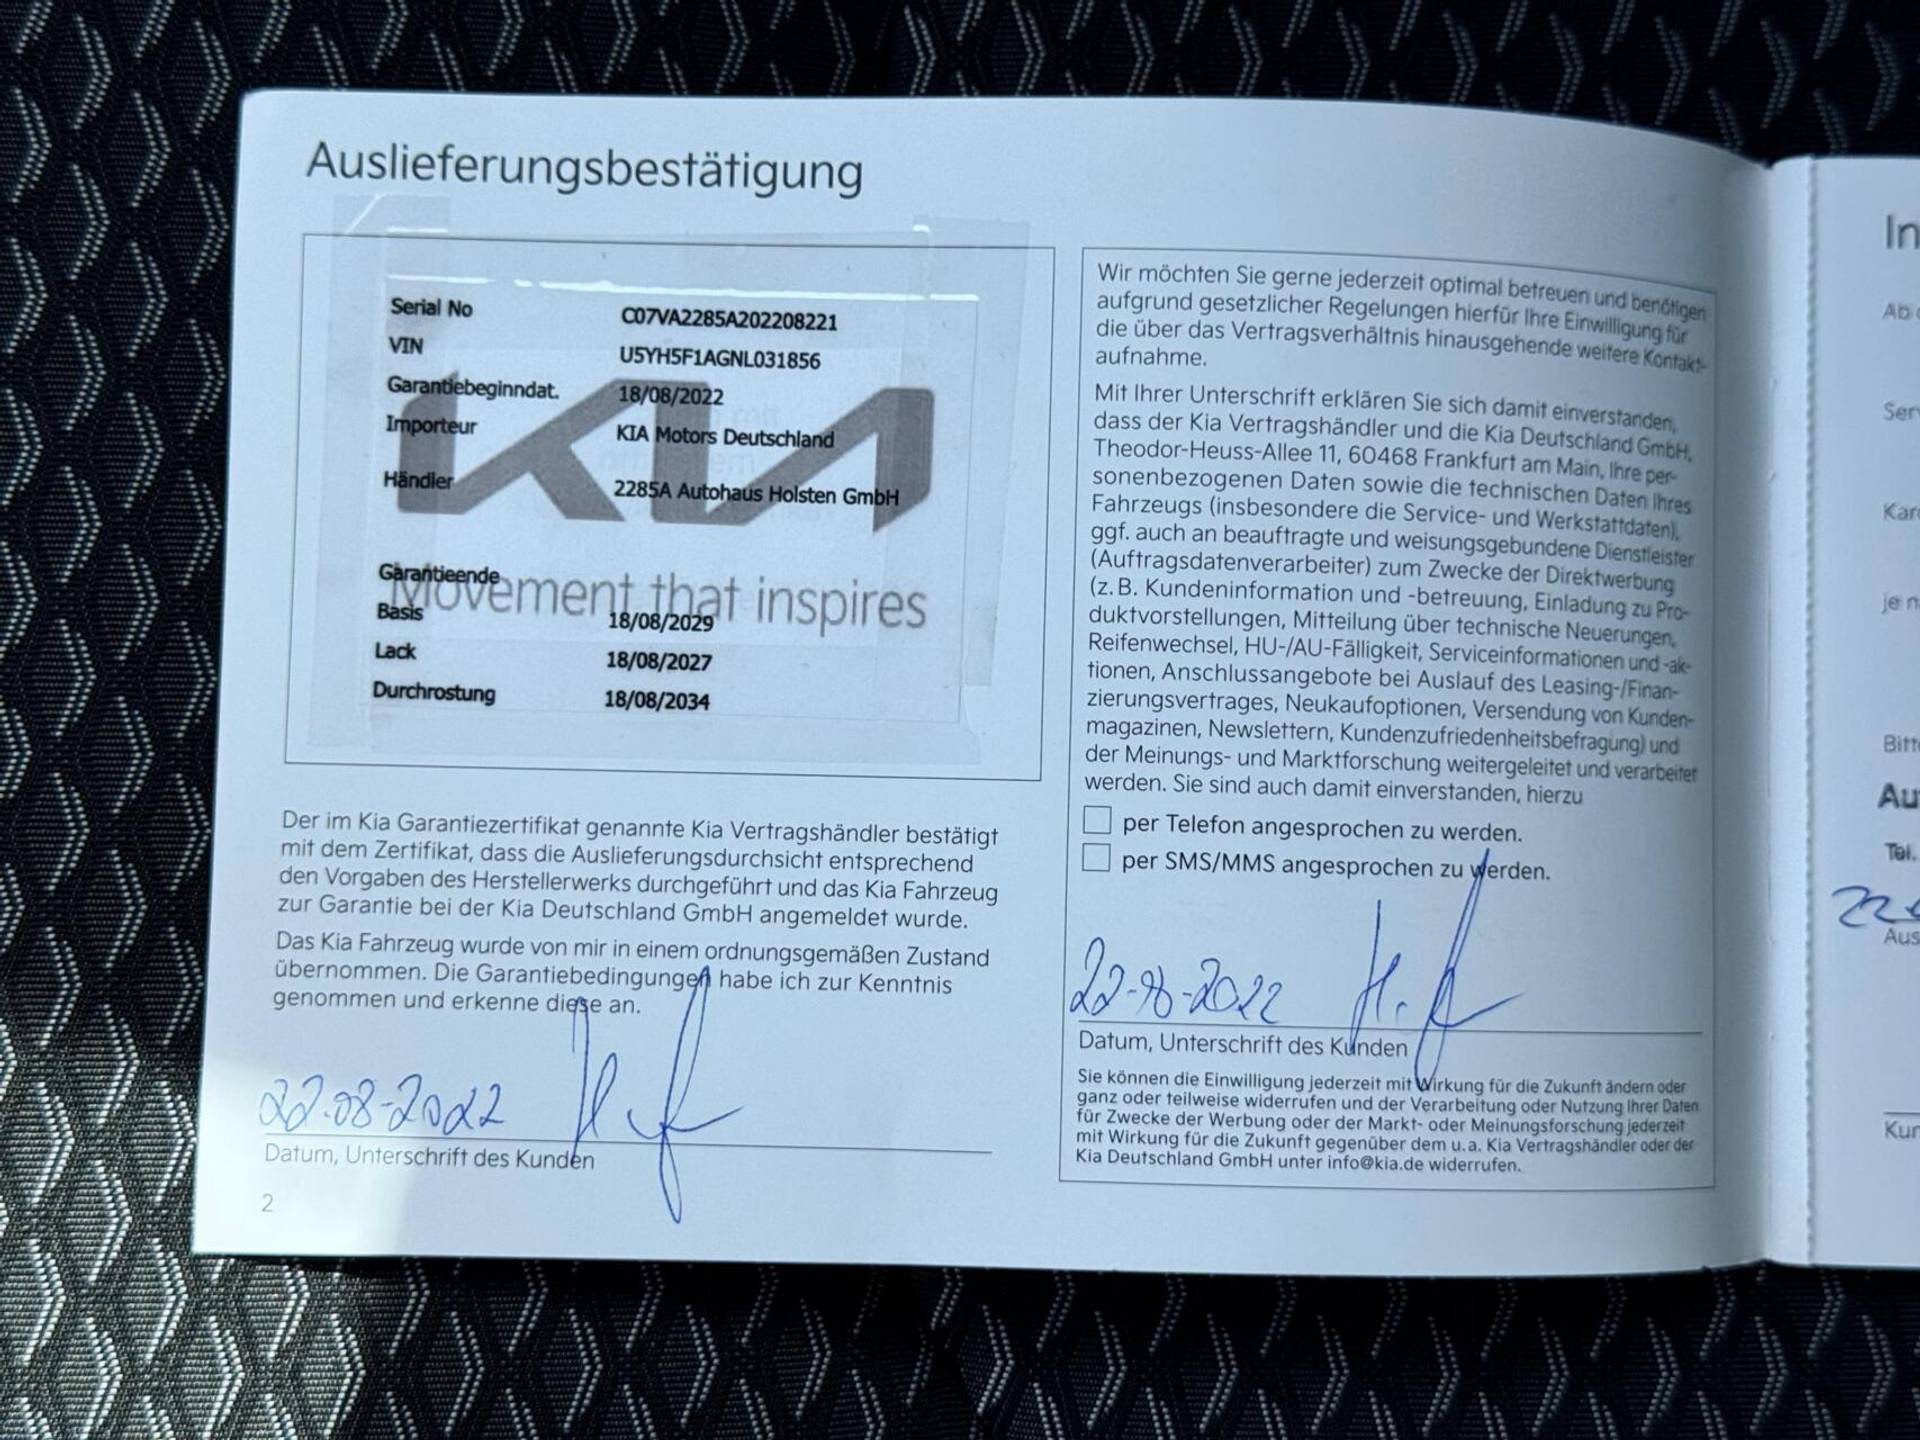 Auslieferungsbestätigung
Serial No C07VA2285A202208221
VIN U5YH5F1AGNL031856
Garantiebeginndat. 18/08/2022
Importeur KIA Motors Deutschland
Händler 2285A Autohaus Holsten GmbH
KIA
Movement that inspires
Garantieende
Basis 18/08/2029
Lack 18/08/2027
Durchrostung 18/08/2034
Der im Kia Garantiezertifikat genannte Kia Vertragshändler bestätigt
mit dem Zertifikat, dass die Auslieferungsdurchsicht entsprechend
den Vorgaben des Herstellerwerks durchgeführt und das Kia Fahrzeug
zur Garantie bei der Kia Deutschland GmbH angemeldet wurde.
Das Kia Fahrzeug wurde von mir in einem ordnungsgemäßen Zustand
übernommen. Die Garantiebedingungen habe ich zur Kenntnis
genommen und erkenne diese an.
22.08-2022
Datum, Unterschrift des Kunden
2
Wir möchten Sie gerne jederzeit optimal betreuen und benötigen
aufgrund gesetzlicher Regelungen hierfür Ihre Einwilligung für
die über das Vertragsverhältnis hinausgehende weitere Kontakt-
aufnahme.
Mit Ihrer Unterschrift erklären Sie sich damit einverstanden,
dass der Kia Vertragshändler und die Kia Deutschland GmbH,
Theodor-Heuss-Allee 11, 60468 Frankfurt am Main, Ihre per-
sonenbezogenen Daten sowie die technischen Daten Ihres
Fahrzeugs (insbesondere die Service- und Werkstattdaten),
ggf. auch an beauftragte und weisungsgebundene Dienstleister
(Auftragsdatenverarbeiter) zum Zwecke der Direktwerbung
(z. B. Kundeninformation und -betreuung, Einladung zu Pro-
duktvorstellungen, Mitteilung über technische Neuerungen,
Reifenwechsel, HU-/AU-Fälligkeit, Serviceinformationen und -ak-
tionen, Anschlussangebote bei Auslauf des Leasing-/Finan-
zierungsvertrages, Neukaufoptionen, Versendung von Kunden-
magazinen, Newslettern, Kundenzufriedenheitsbefragung) und
der Meinungs- und Marktforschung weitergeleitet und verarbeitet
werden. Sie sind auch damit einverstanden, hierzu
per Telefon angesprochen zu werden.
per SMS/MMS angesprochen zu werden.
22-8-2022
Datum, Unterschrift des Kunden
Sie können die Einwilligung jederzeit mit Wirkung für die Zukunft ändern oder
ganz oder teilweise widerrufen und der Verarbeitung oder Nutzung Ihrer Daten
für Zwecke der Werbung oder der Markt- oder Meinungsforschung jederzeit
mit Wirkung für die Zukunft gegenüber dem u. a. Kia Vertragshändler oder der
Kia Deutschland GmbH unter info@kia.de widerrufen.
In
Ab
Ser
Kar
je n
Bitt
Au
Tel.
22
Aus
Kun